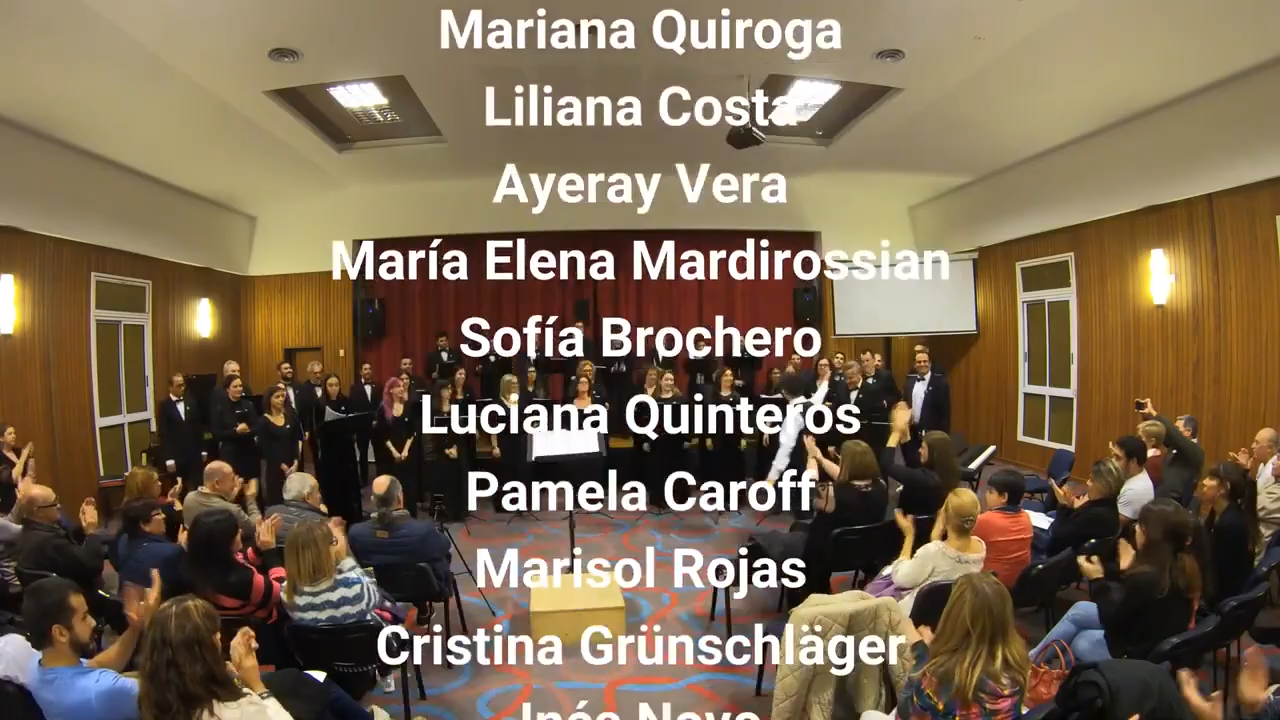 Mariana Quiroga
Liliana Costa
Ayeray Vera
María Elena Mardirossian
Sofía Brochero
Luciana Quinteros
Pamela Caroff
Marisol Rojas
Cristina Grünschläger
Inés